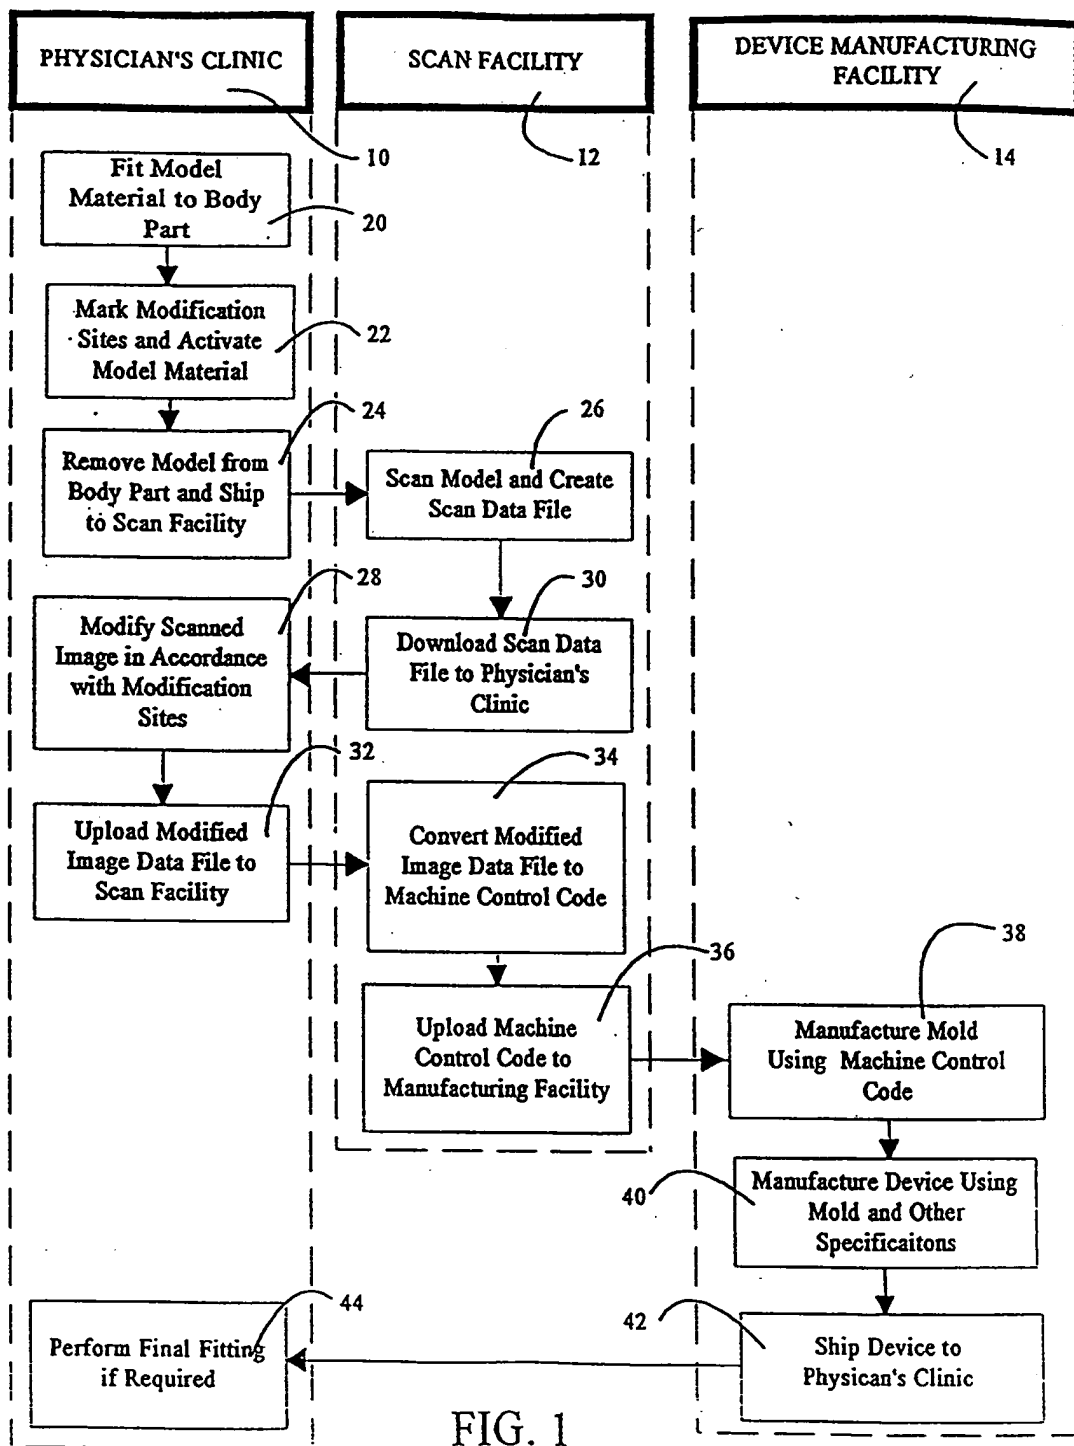 PHYSICIAN'S CLINIC
SCAN FACILITY
DEVICE MANUFACTURING
FACILITY
10
12
14
Fit Model
Material to Body
Part
20
Mark Modification
Sites and Activate
Model Material
22
24
Remove Model from
Body Part and Ship
to Scan Facility
26
Scan Model and Create
Scan Data File
28
Modify Scanned
Image in Accordance
with Modification
Sites
30
Download Scan Data
File to Physician's
Clinic
32
Upload Modified
Image Data File to
Scan Facility
34
Convert Modified
Image Data File to
Machine Control Code
36
Upload Machine
Control Code to
Manufacturing Facility
38
Manufacture Mold
Using Machine Control
Code
40
Manufacture Device Using
Mold and Other
Specificaitons
42
Ship Device to
Physican's Clinic
44
Perform Final Fitting
if Required
FIG. 1